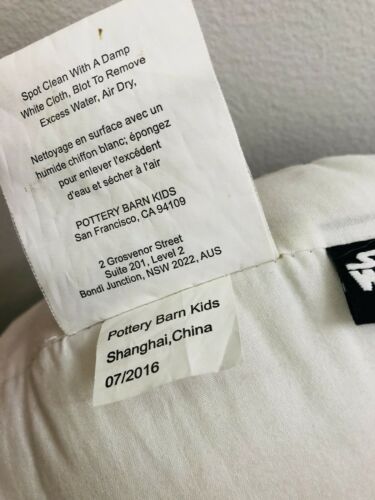 Spot Clean With A Damp
White Cloth, Blot To Remove
Excess Water, Air Dry,
Nettoyage en surface avec un
humide chiffon blanc; épongez
pour enlever l'excédent
d'eau et sécher à l'air
POTTERY BARN KIDS
San Francisco, CA 94109
2 Grosvenor Street
Suite 201, Level 2
Bondi Junction, NSW 2022, AUS
Pottery Barn Kids
Shanghai,China
07/2016